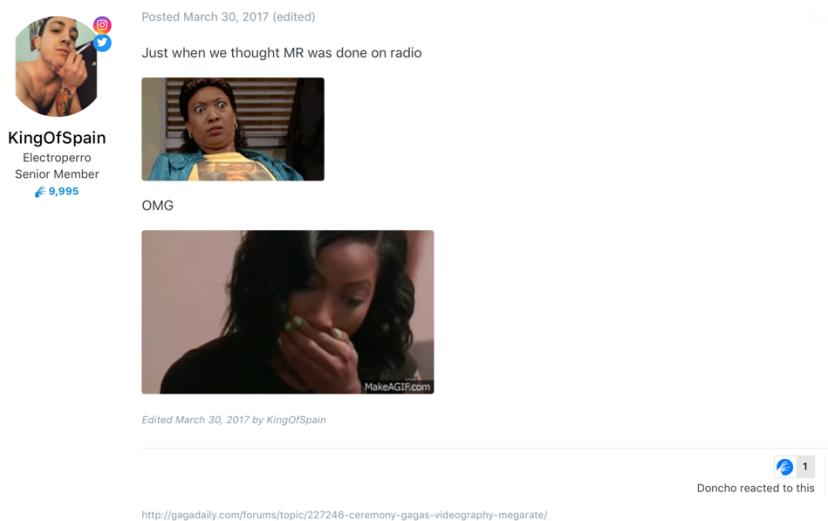 Posted March 30, 2017 (edited)
Just when we thought MR was done on radio
KingOfSpain
Electroperro
Senior Member
9,995
OMG
MakeAGIF.com
Edited March 30, 2017 by KingOfSpain
1
Doncho reacted to this
http://gagadaily.com/forums/topic/227246-ceremony-gagas-videography-megarate/